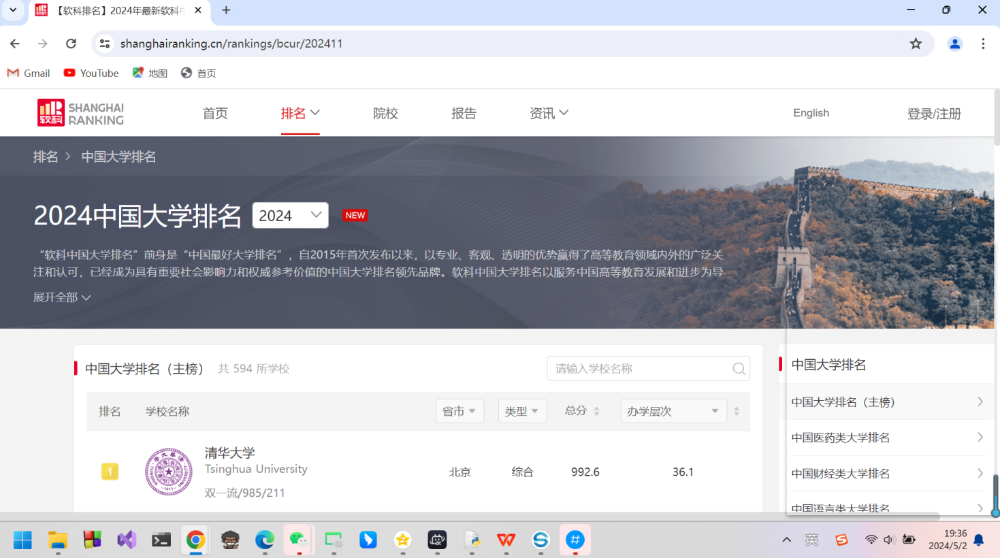 【软科排名】2024年最新软科中
shanghairanking.cn/rankings/bcur/202411
Gmail
YouTube
地图
首页
软科
SHANGHAI
RANKING
首页
排名
院校
报告
资讯
English
登录/注册
排名
中国大学排名
2024中国大学排名
2024
NEW
“软科中国大学排名”前身是“中国最好大学排名”，自2015年首次发布以来，以专业、客观、透明的优势赢得了高等教育领域内外的广泛关
注和认可，已经成为具有重要社会影响力和权威参考价值的中国大学排名领先品牌。软科中国大学排名以服务中国高等教育发展和进步为导
展开全部
中国大学排名（主榜）
共 594 所学校
请输入学校名称
排名
学校名称
省市
类型
总分
办学层次
1
清华大学
Tsinghua University
双一流/985/211
北京
综合
992.6
36.1
中国大学排名
中国大学排名（主榜）
中国医药类大学排名
中国财经类大学排名
中国语言类大学排名
英
19:36
2024/5/2